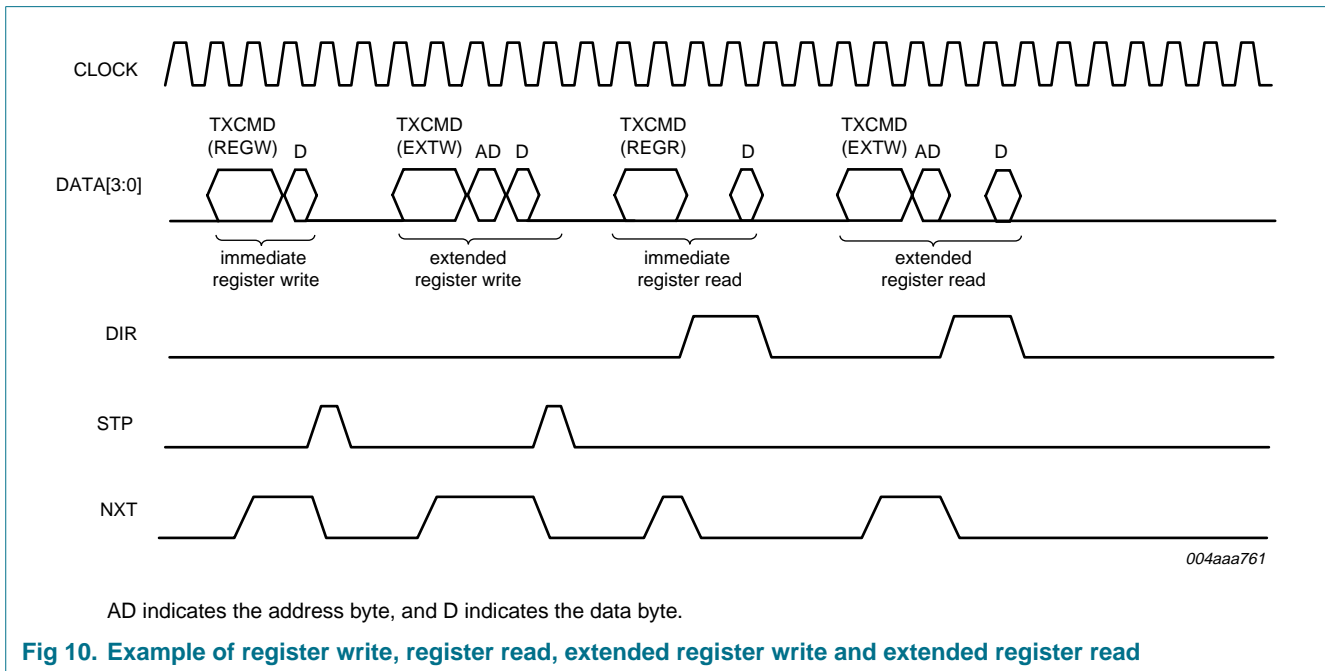 CLOCK
TXCMD TXCMD TXCMD TXCMD
(REGW) D (EXTW) AD D (REGR) D (EXTW) AD D
DATA[3:0]
immediate extended immediate extended
register write register write register read register read
DIR
STP
NXT
004aaa761
AD indicates the address byte, and D indicates the data byte.
Fig 10. Example of register write, register read, extended register write and extended register read